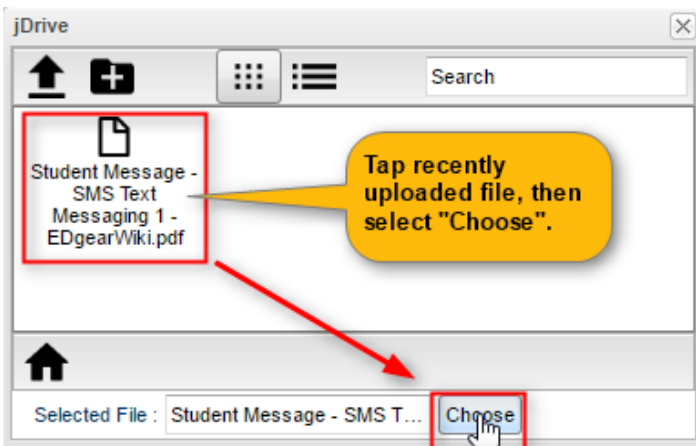 jDrive
Search
Student Message -
SMS Text
Messaging 1 -
EDgearWiki.pdf
Tap recently
uploaded file, then
select "Choose".
Selected File : Student Message - SMS T... Choose